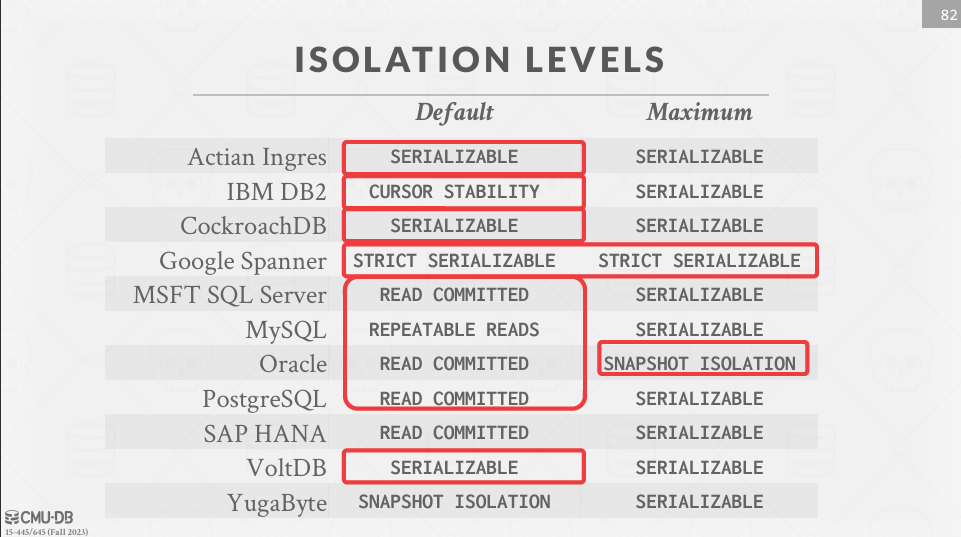 82
ISOLATION LEVELS
Default Maximum
Actian Ingres SERIALIZABLE SERIALIZABLE
IBM DB2 CURSOR STABILITY SERIALIZABLE
CockroachDB SERIALIZABLE SERIALIZABLE
Google Spanner STRICT SERIALIZABLE STRICT SERIALIZABLE
MSFT SQL Server READ COMMITTED SERIALIZABLE
MySQL REPEATABLE READS SERIALIZABLE
Oracle READ COMMITTED SNAPSHOT ISOLATION
PostgreSQL READ COMMITTED SERIALIZABLE
SAP HANA READ COMMITTED SERIALIZABLE
VoltDB SERIALIZABLE SERIALIZABLE
YugaByte SNAPSHOT ISOLATION SERIALIZABLE
CMU·DB
15-445/645 (Fall 2023)